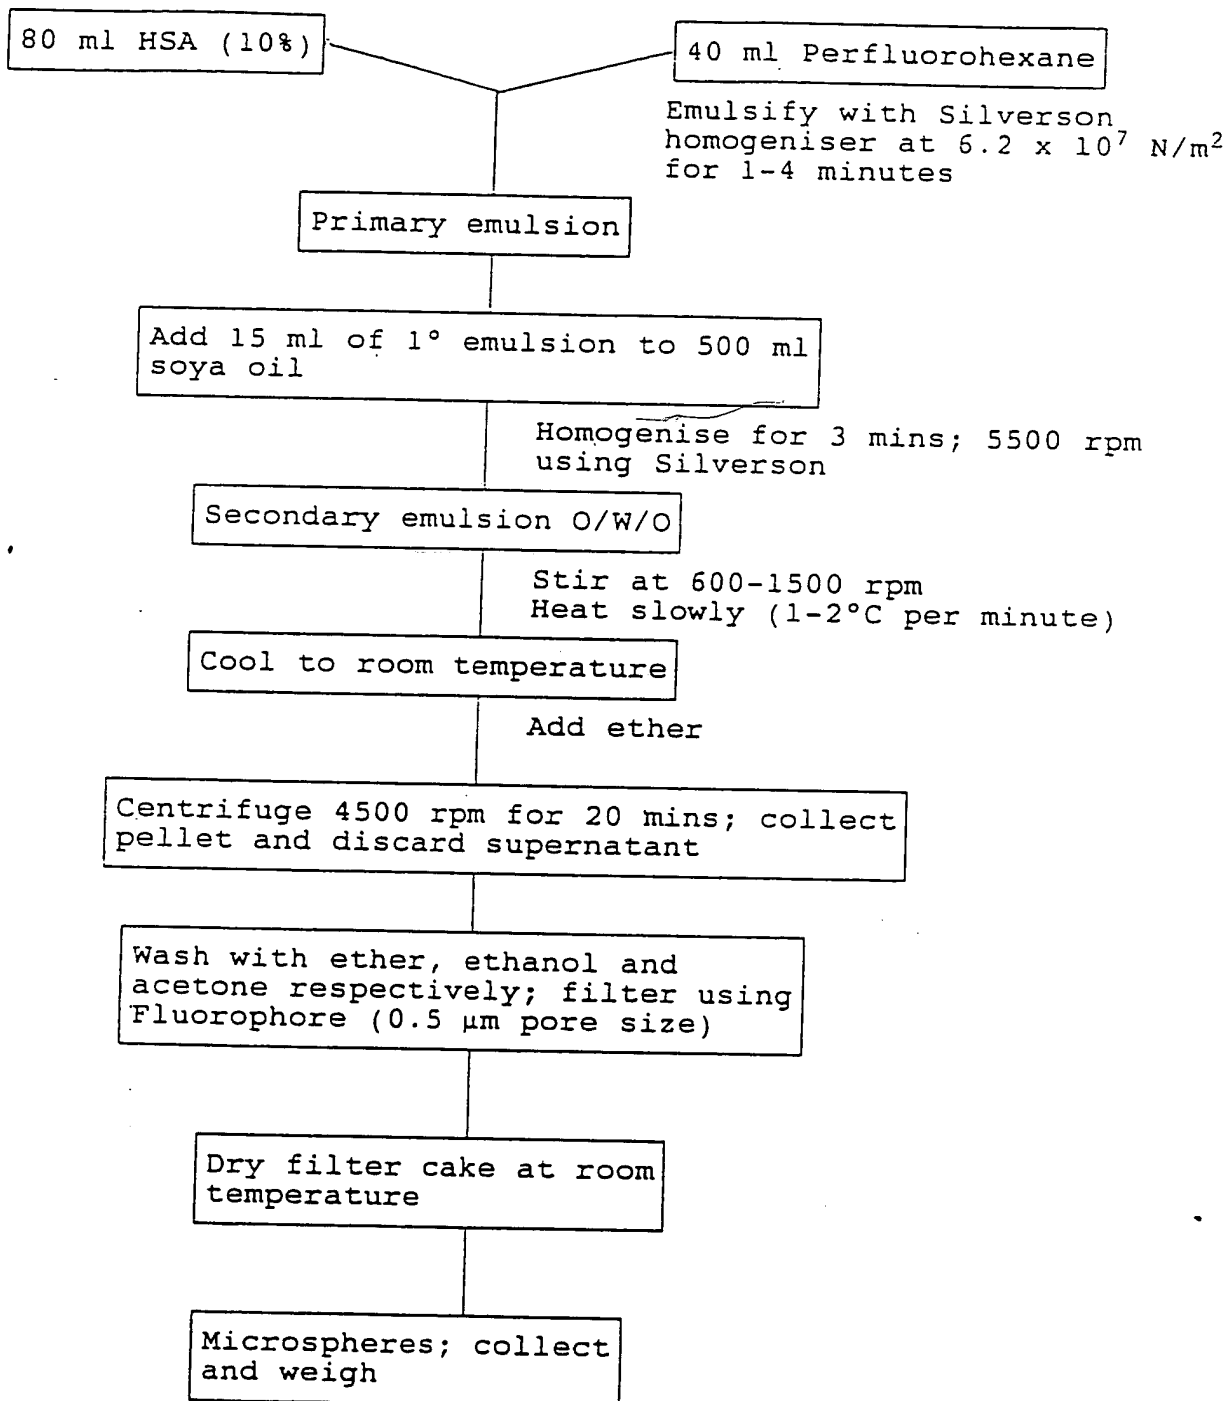 80 ml HSA (10%)
40 ml Perfluorohexane
Emulsify with Silverson
homogeniser at 6.2 x 10⁷ N/m²
for 1-4 minutes
Primary emulsion
Add 15 ml of 1° emulsion to 500 ml
soya oil
Homogenise for 3 mins; 5500 rpm
using Silverson
Secondary emulsion O/W/O
Stir at 600-1500 rpm
Heat slowly (1-2°C per minute)
Cool to room temperature
Add ether
Centrifuge 4500 rpm for 20 mins; collect
pellet and discard supernatant
Wash with ether, ethanol and
acetone respectively; filter using
Fluorophore (0.5 µm pore size)
Dry filter cake at room
temperature
Microspheres; collect
and weigh